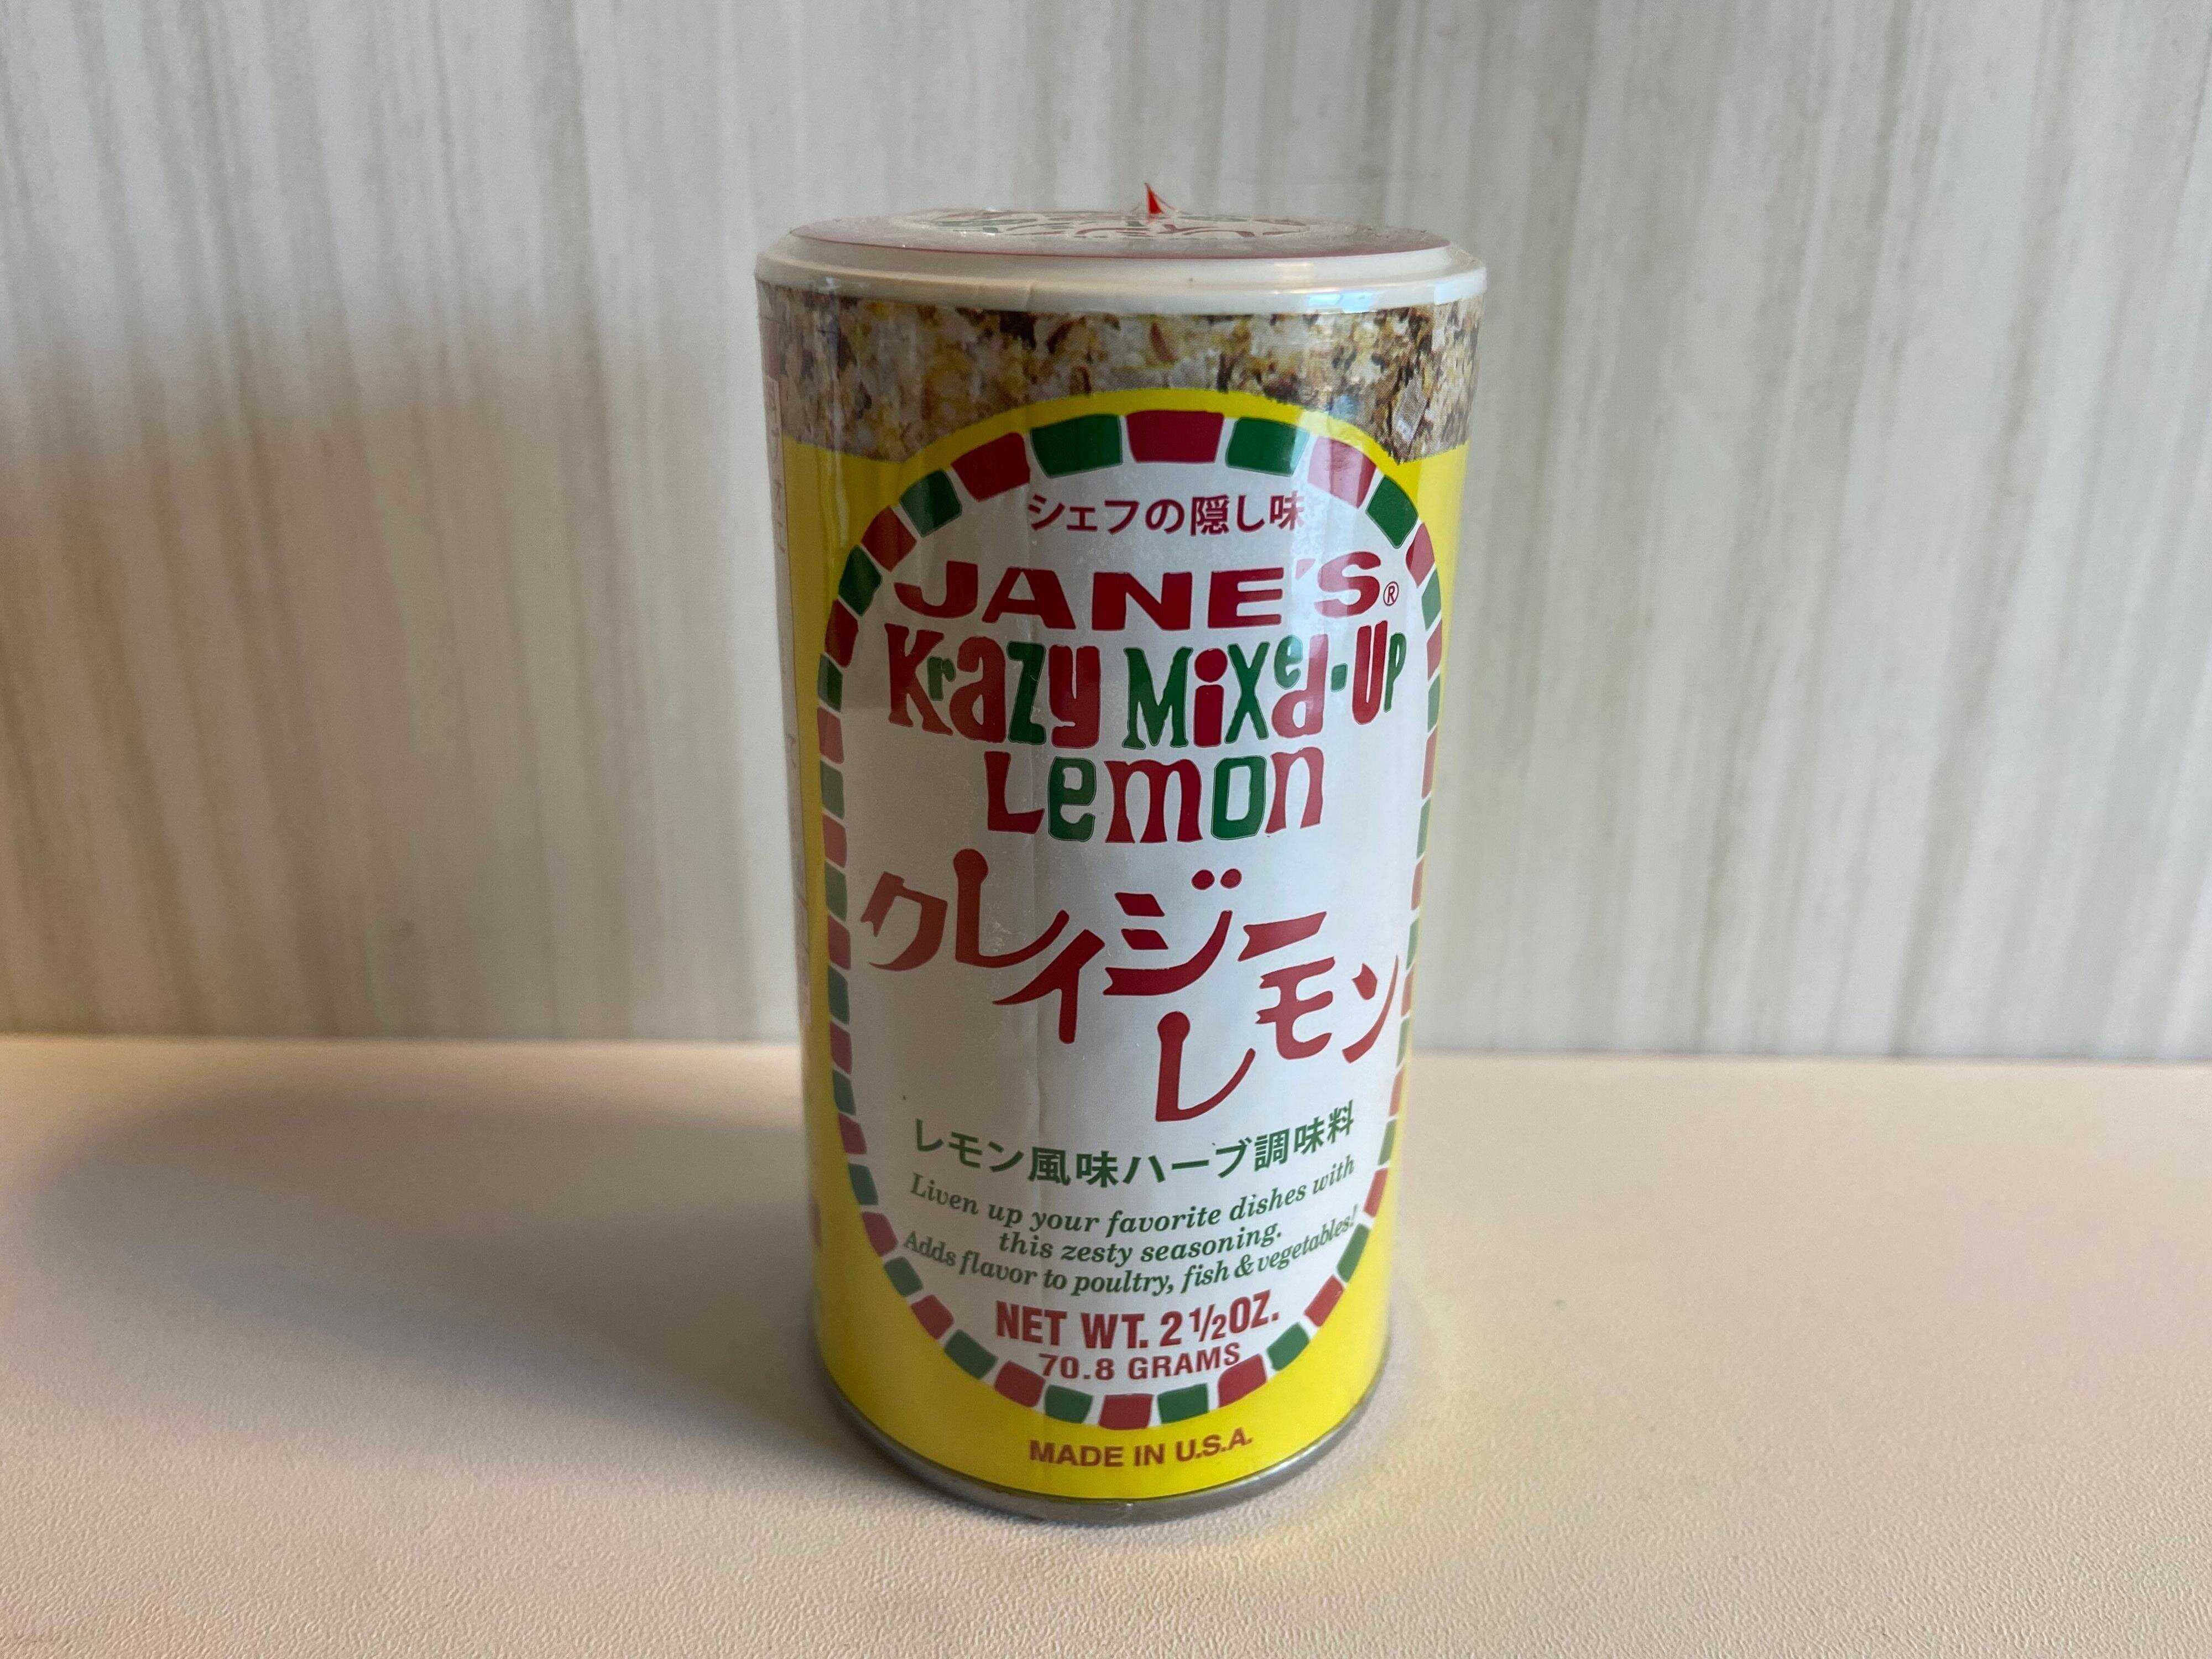 シェフの隠し味
JANE'S®
Krazy Mixed-Up
Lemon
クレイジー
レモン
レモン風味ハーブ調味料
Liven up your favorite dishes with
this zesty seasoning.
Adds flavor to poultry, fish & vegetables!
NET WT. 2 1/2 OZ.
70.8 GRAMS
MADE IN U.S.A.